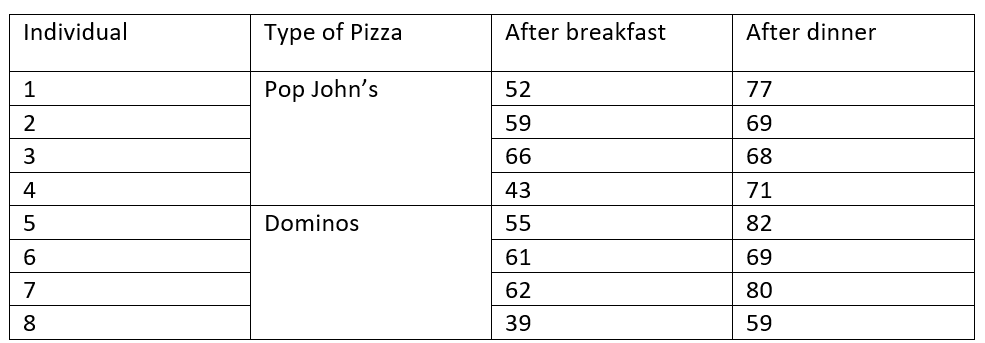 Individual Type of Pizza After breakfast After dinner
1 Pop John’s 52 77
2 59 69
3 66 68
4 43 71
5 Dominos 55 82
6 61 69
7 62 80
8 39 59